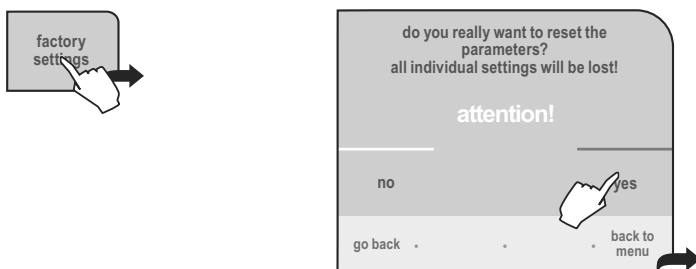 factory
settings
do you really want to reset the
parameters?
all individual settings will be lost!
attention!
no
yes
go back
back to
menu